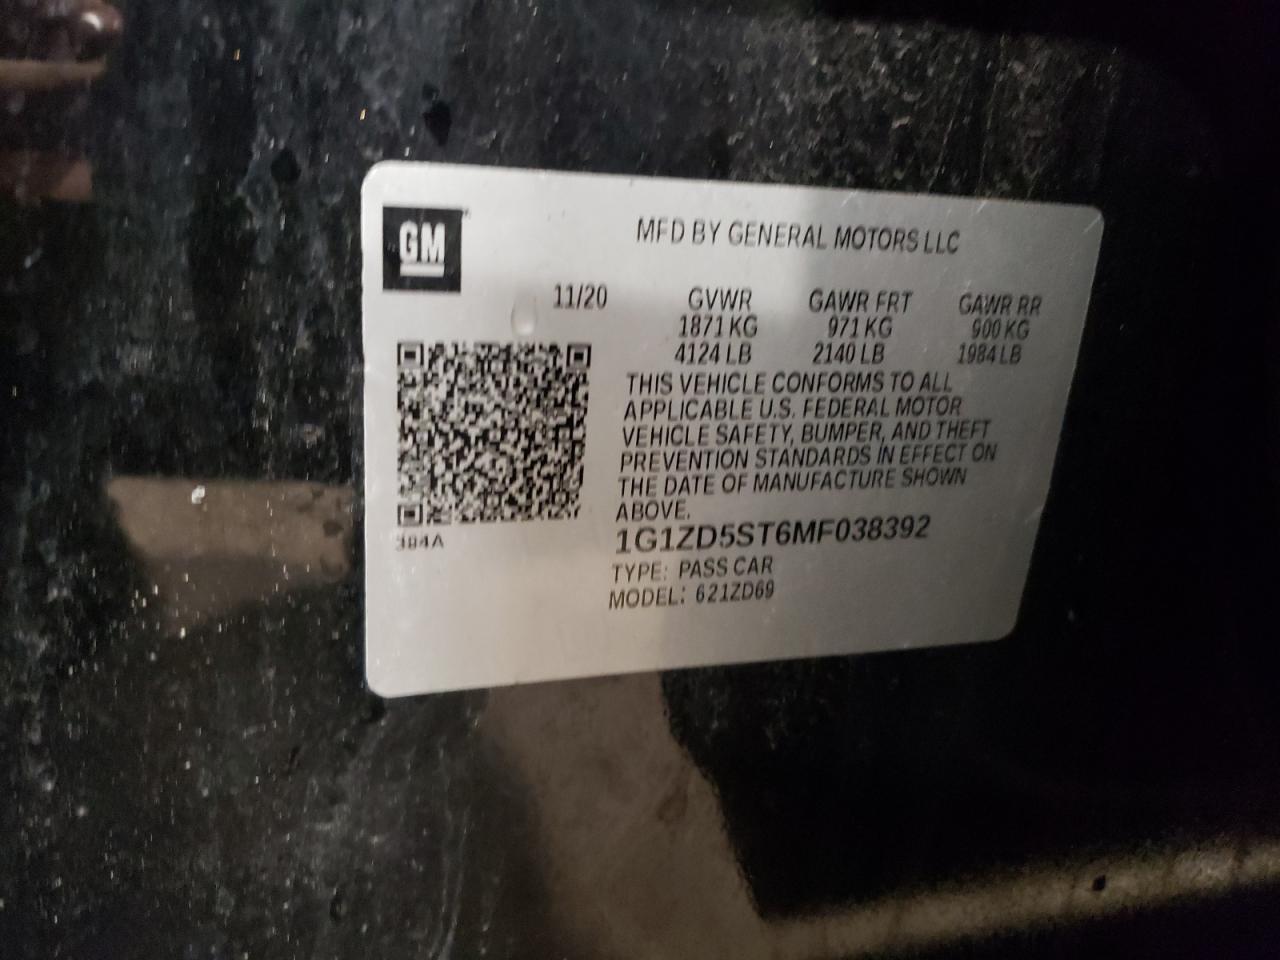 GM
MFD BY GENERAL MOTORS LLC
11/20 GVWR GAWR FRT GAWR RR
1871 KG 971 KG 900 KG
4124 LB 2140 LB 1984 LB
THIS VEHICLE CONFORMS TO ALL
APPLICABLE U.S. FEDERAL MOTOR
VEHICLE SAFETY, BUMPER, AND THEFT
PREVENTION STANDARDS IN EFFECT ON
THE DATE OF MANUFACTURE SHOWN
ABOVE.
384A
1G1ZD5ST6MF038392
TYPE: PASS CAR
MODEL: 621ZD69